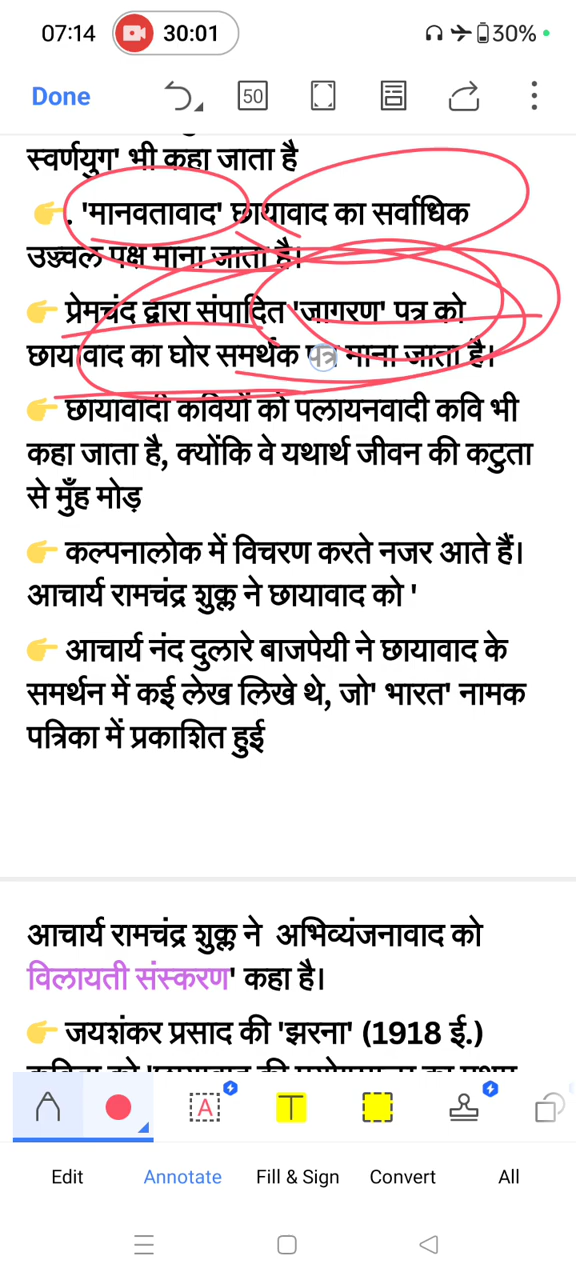 07:14 30:01 30%
Done 50
स्वर्णयुग' भी कहा जाता है
. 'मानवतावाद' छायावाद का सर्वाधिक
उज्ज्वल पक्ष माना जाता है।
प्रेमचंद द्वारा संपादित 'जागरण' पत्र को
छायावाद का घोर समर्थक पत्र माना जाता है।
छायावादी कवियों को पलायनवादी कवि भी
कहा जाता है, क्योंकि वे यथार्थ जीवन की कटुता
से मुँह मोड़
कल्पनालोक में विचरण करते नजर आते हैं।
आचार्य रामचंद्र शुक्ल ने छायावाद को '
आचार्य नंद दुलारे बाजपेयी ने छायावाद के
समर्थन में कई लेख लिखे थे, जो' भारत' नामक
पत्रिका में प्रकाशित हुई
आचार्य रामचंद्र शुक्ल ने अभिव्यंजनावाद को
विलायती संस्करण' कहा है।
जयशंकर प्रसाद की 'झरना' (1918 ई.)
A T
Edit Annotate Fill & Sign Convert All